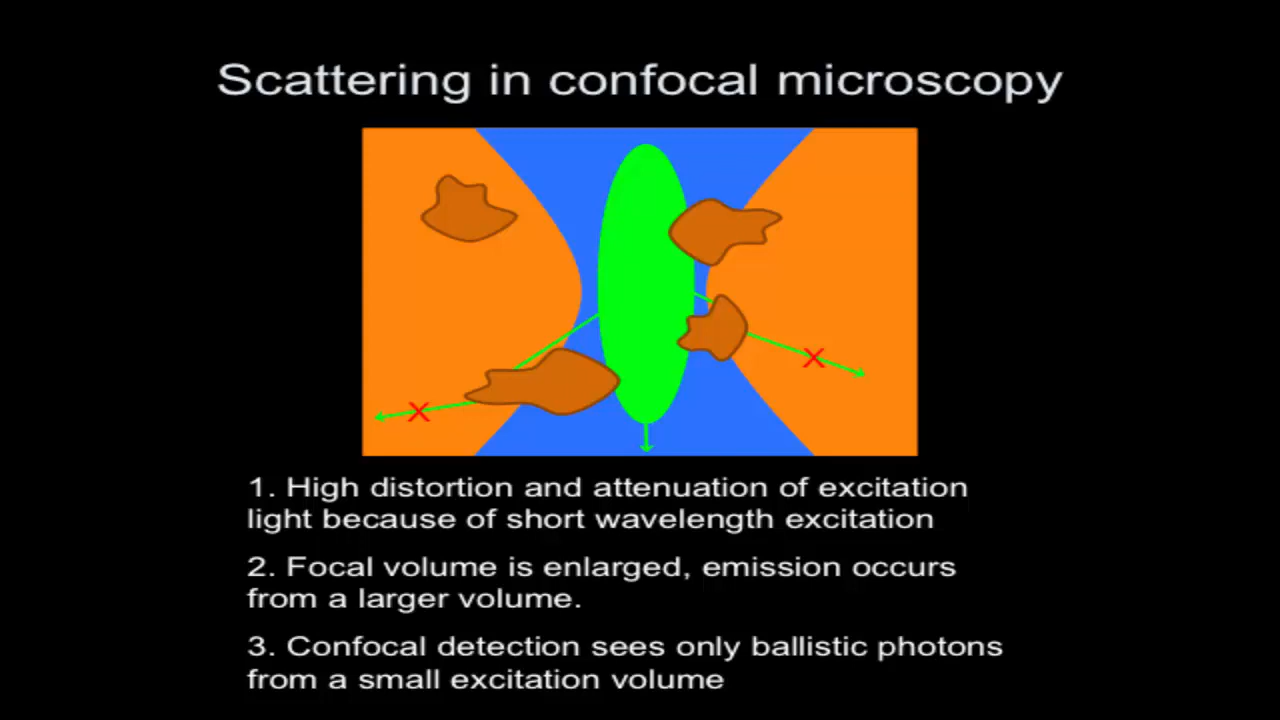 Scattering in confocal microscopy
1. High distortion and attenuation of excitation
light because of short wavelength excitation
2. Focal volume is enlarged, emission occurs
from a larger volume.
3. Confocal detection sees only ballistic photons
from a small excitation volume